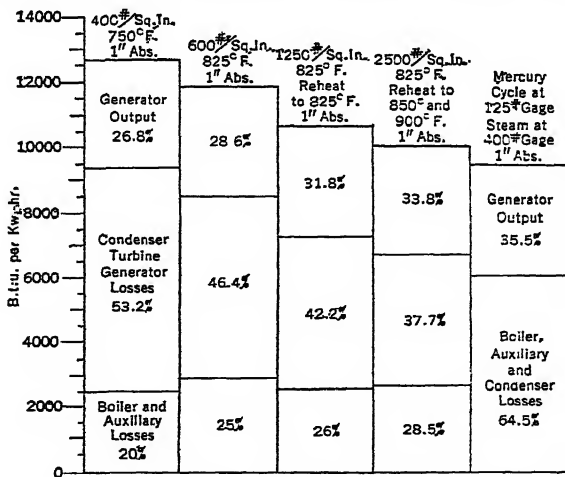 400#/Sq.In.
750° F.
1" Abs.
600#/Sq.In.
825° F.
1" Abs.
1250#/Sq.In.
825° F.
Reheat
to 825° F.
1" Abs.
2500#/Sq.In.
825° F.
Reheat to
850° and
900° F.
1" Abs.
Mercury
Cycle at
125# Gage
Steam at
400# Gage
1" Abs.
B.t.u. per Kw-hr.
14000
12000
10000
8000
6000
4000
2000
0
Generator
Output
26.8%
Condenser
Turbine
Generator
Losses
53.2%
Boiler and
Auxiliary
Losses
20%
28.6%
46.4%
25%
31.8%
42.2%
26%
33.8%
37.7%
28.5%
Generator
Output
35.5%
Boiler,
Auxiliary
and
Condenser
Losses
64.5%